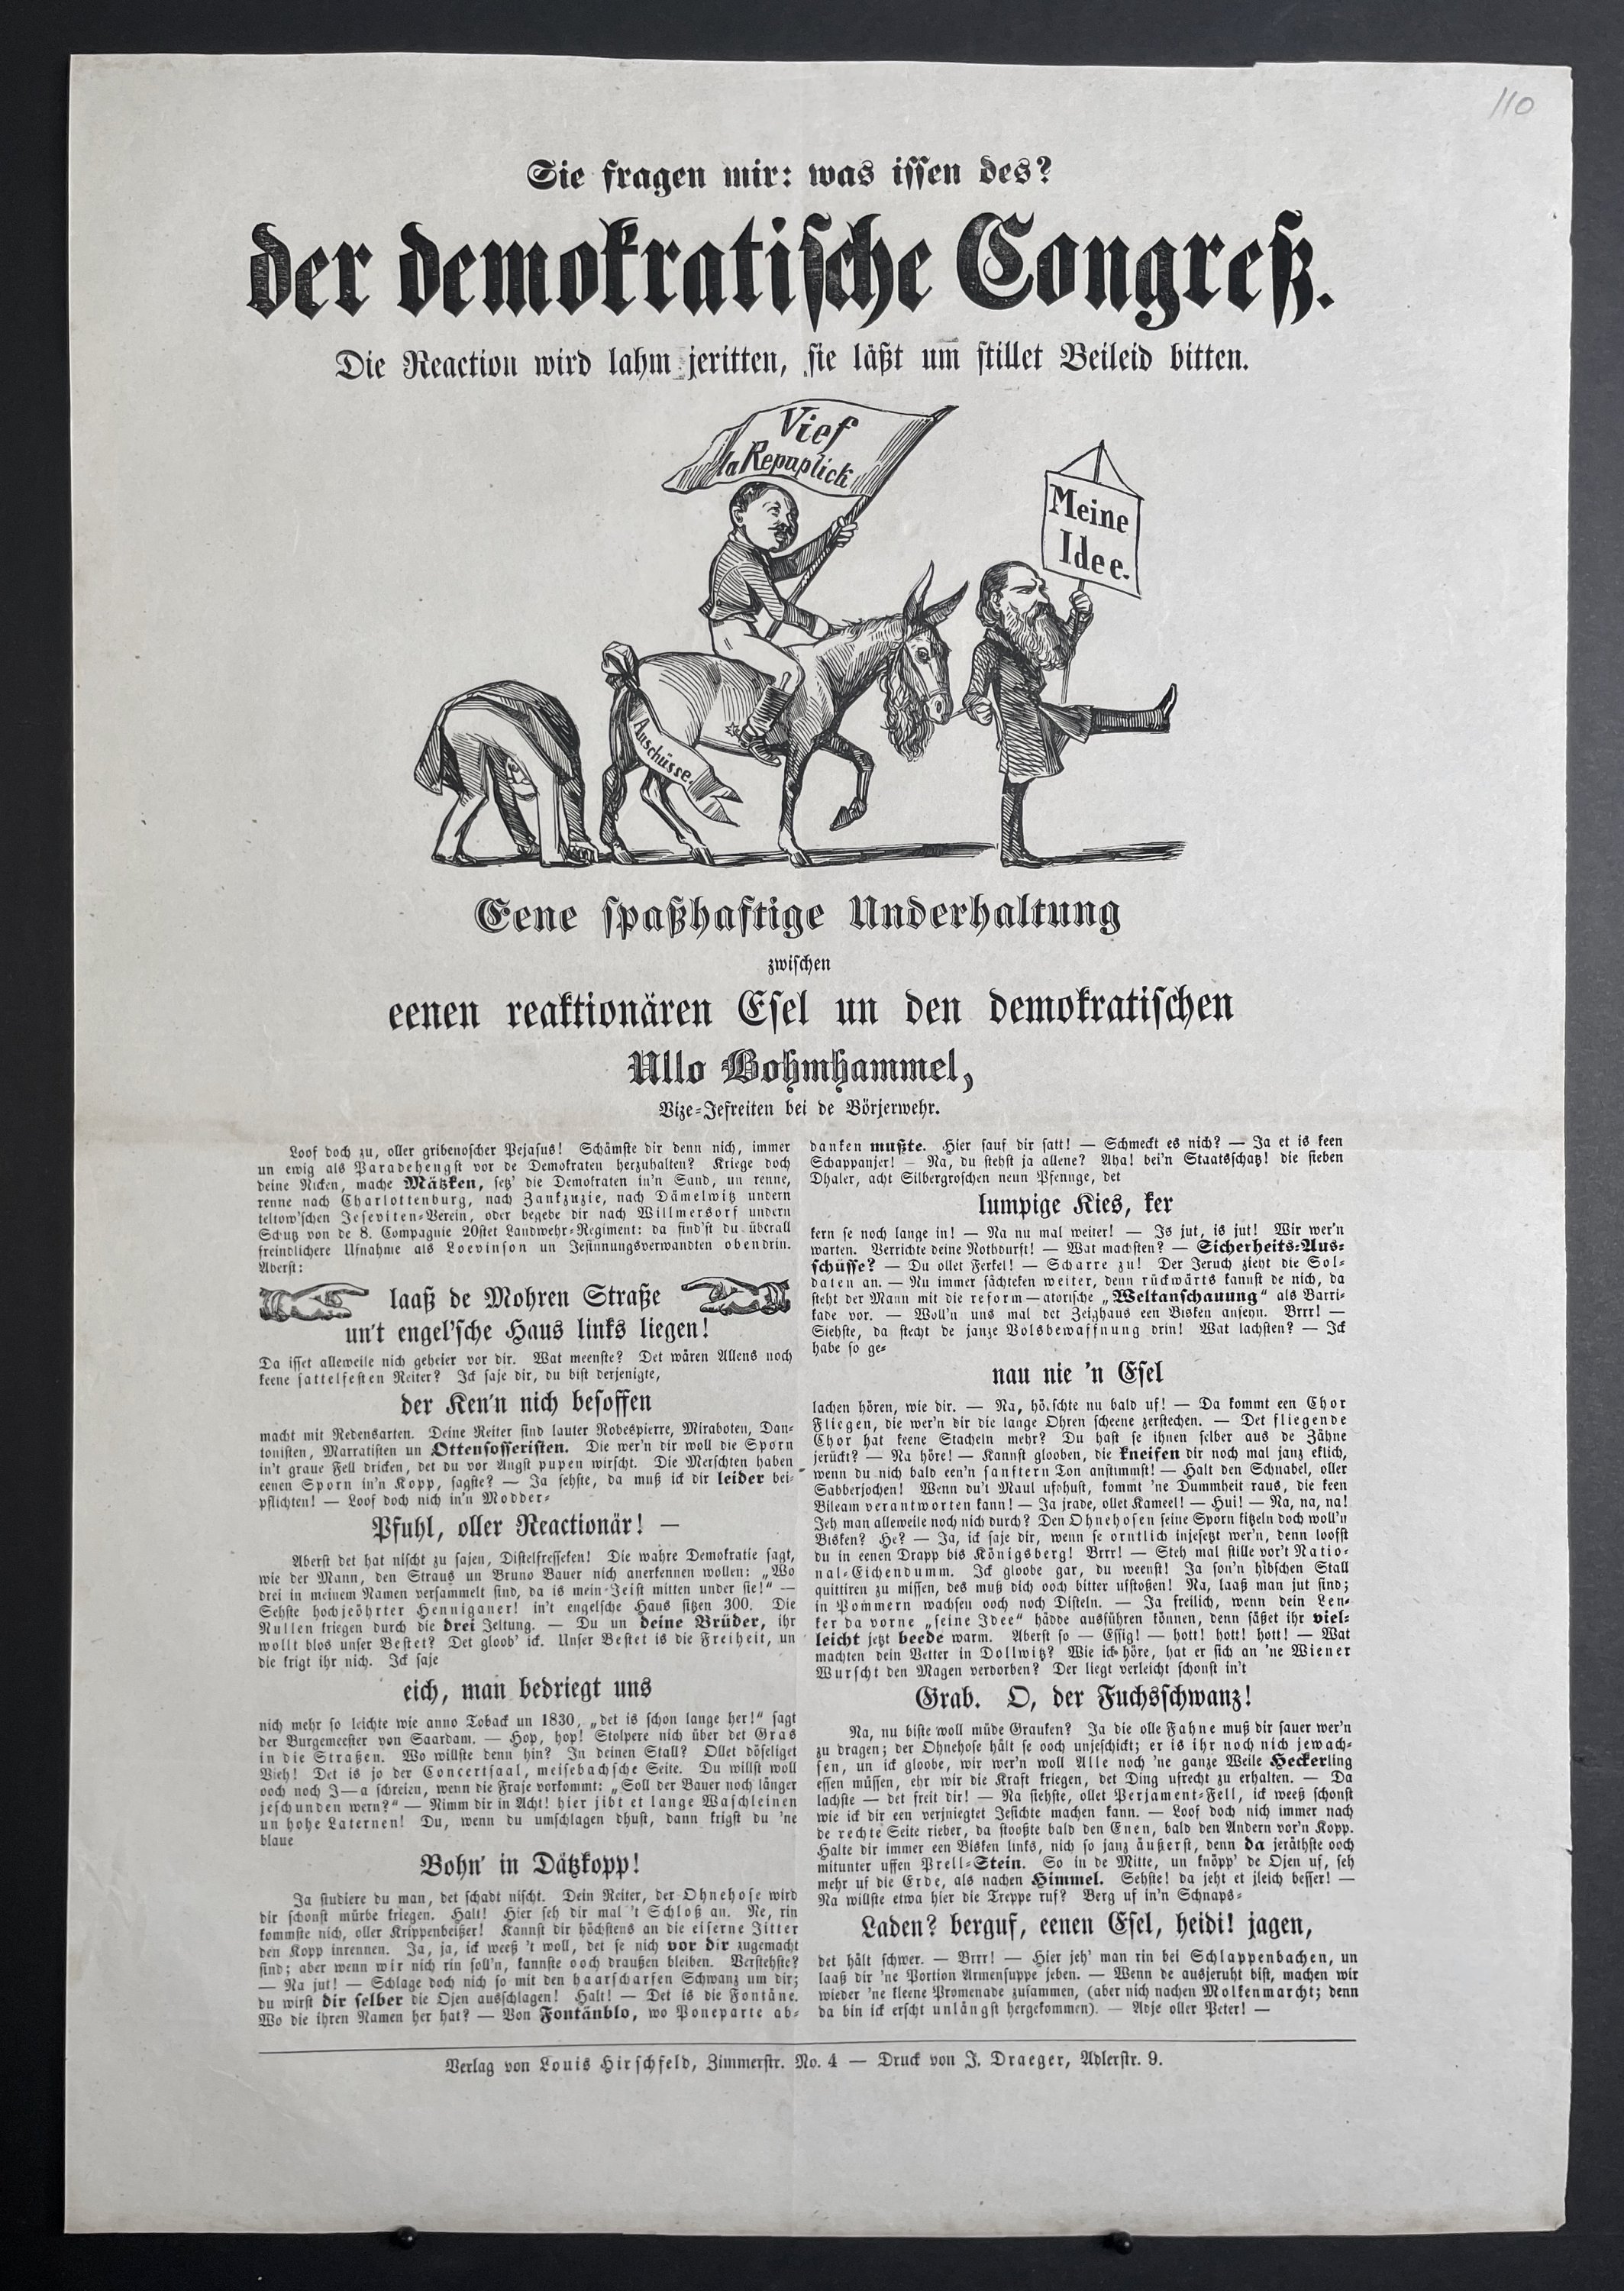 110
Sie fragen mir: was issen des?
der demokratische Congreß.
Die Reaction wird lahm jeritten, sie läßt um stillet Beileid bitten.
Vief
la Repuplick
Meine
Idee.
Auschüsse.
Eene spaßhaftige Underhaltung
zwischen
eenen reaktionären Esel un den demokratischen
Ullo Bohmhammel,
Vize-Jefreiten bei de Börjerwehr.
Loof doch zu, oller gribenoscher Pejasus! Schämste dir denn nich, immer
un ewig als Paradehengst vor de Demokraten herzuhalten? Kriege doch
deine Nicken, mache Mätzken, setz' die Demokraten in'n Sand, un renne,
renne nach Charlottenburg, nach Zankzuzie, nach Dämelwitz undern
teltow'schen Jeseviten-Verein, oder begebe dir nach Willmersdorf undern
Schutz von de 8. Compagnie 20stet Landwehr-Regiment: da find'st du überall
freindlichere Ufnahme als Loevinson un Jesinnungsverwandten obendrin.
Aberst:
laaß de Mohren Straße
un't engel'sche Haus links liegen!
Da isset alleweile nich geheier vor dir. Wat meenste? Det wären Allens noch
keene sattelfesten Reiter? Ick saje dir, du bist derjenigte,
der Ken'n nich besoffen
macht mit Redensarten. Deine Reiter sind lauter Robespierre, Miraboten, Dan-
tonisten, Marratisten un Ottensosseristen. Die wer'n dir woll die Sporn
in't graue Fell dricken, det du vor Angst pupen wirscht. Die Merschten haben
eenen Sporn in'n Kopp, sagste? — Ja sehste, da muß ick dir leider bei-
pflichten! — Loof doch nich in'n Modder-
Pfuhl, oller Reactionär! —
Aberst det hat nischt zu sajen, Distelfresseken! Die wahre Demokratie sagt,
wie der Mann, den Straus un Bruno Bauer nich anerkennen wollen: „Wo
drei in meinem Namen versammelt sind, da is mein Jeist mitten under sie!“ —
Sehste hochjeöhrter Henniganer! in't engelsche Haus sitzen 300. Die
Nullen kriegen durch die drei Jeltung. — Du un deine Brüder, ihr
wollt blos unser Bestet? Det gloob' ick. Unser Bestet is die Freiheit, un
die krigt ihr nich. Ick saje
eich, man bedriegt uns
nich mehr so leichte wie anno Toback un 1830, „det is schon lange her!“ sagt
der Burgemeester von Saardam. — Hop, hop! Stolpere nich über det Gras
in die Straßen. Wo willste denn hin? In deinen Stall? Ollet döseliget
Vieh! Det is jo der Concertsaal, meisebachsche Seite. Du willst woll
ooch noch J—a schreien, wenn die Fraje vorkommt: „Soll der Bauer noch länger
jeschunden wern?“ — Nimm dir in Acht! hier jibt et lange Waschleinen
un hohe Laternen! Du, wenn du umschlagen dhust, dann krigst du 'ne
blaue
Bohn' in Dätzkopp!
Ja studiere du man, det schadt nischt. Dein Reiter, der Ohnehose wird
dir schonst mürbe kriegen. Halt! Hier seh dir mal 't Schloß an. Ne, rin
kommste nich, oller Krippenbeißer! Kannst dir höchstens an die eiserne Jitter
den Kopp inrennen. Ja, ja, ick weeß 't woll, det se nich vor dir zugemacht
sind; aber wenn wir nich rin soll'n, kannste ooch draußen bleiben. Verstehste?
— Na jut! — Schlage doch nich so mit den haarscharfen Schwanz um dir;
du wirst dir selber die Ojen ausschlagen! Halt! — Det is die Fontäne.
Wo die ihren Namen her hat? — Von Fontänblo, wo Poneparte ab-
danken mußte. Hier sauf dir satt! — Schmeckt es nich? — Ja et is keen
Schappanjer! — Na, du stehst ja allene? Aha! bei'n Staatsschatz! die sieben
Dhaler, acht Silbergroschen neun Pfennge, det
lumpige Kies, ker
kern se noch lange in! — Na nu mal weiter! — Is jut, is jut! Wir wer'n
warten. Verrichte deine Nothdurst! — Wat machsten? — Sicherheits-Aus-
schüsse? — Du ollet Ferkel! — Scharre zu! Der Jeruch zieht die Sol-
daten an. — Nu immer sächteken weiter, denn rückwärts kannst de nich, da
steht der Mann mit die reform—atorische „Weltanschauung“ als Barri-
kade vor. — Woll'n uns mal det Zeighaus een Bisken ansehn. Brrr! —
Siehste, da stecht de janze Volsbewaffnung drin! Wat lachsten? — Ick
habe so ge-
nau nie 'n Esel
lachen hören, wie dir. — Na, hö.schte nu bald uf! — Da kommt een Chor
Fliegen, die wer'n dir die lange Ohren scheene zerstechen. — Det fliegende
Chor hat keene Stacheln mehr? Du hast se ihnen selber aus de Zähne
jerückt? — Na höre! — Kannst glooben, die kneifen dir noch mal janz eklich,
wenn du nich bald een'n sanftern Ton anstimmst! — Halt den Schnabel, oller
Sabberjochen! Wenn du't Maul ufdhust, kommt 'ne Dummheit raus, die keen
Bileam verantworten kann! — Ja jrade, ollet Kameel! — Hui! — Na, na, na!
Jeh man alleweile noch nich durch? Den Ohnehosen seine Sporn kitzeln doch woll'n
Bisken? He? — Ja, ick saje dir, wenn se orntlich injesetzt wer'n, denn loofst
du in eenen Drapp bis Königsberg! Brrr! — Steh mal stille vor't Natio-
nal-Eichendumm. Ick gloobe gar, du weenst! Ja son'n hibschen Stall
quittiren zu missen, des muß dich ooch bitter ufstoßen! Na, laaß man jut sind;
in Pommern wachsen ooch noch Disteln. — Ja freilich, wenn dein Len-
ker da vorne „seine Idee“ hädde ausführen können, denn säßet ihr viel-
leicht jetzt beede warm. Aberst so — Essig! — hott! hott! hott! — Wat
machten dein Vetter in Dollwitz? Wie ick höre, hat er sich an 'ne Wiener
Wurscht den Magen verdorben? Der liegt verleicht schonst in't
Grab. O, der Fuchsschwanz!
Na, nu biste woll müde Grauken? Ja die olle Fahne muß dir sauer wer'n
zu dragen; der Ohnehose hält se ooch unjeschickt; er is ihr noch nich jewach-
sen, un ick gloobe, wir wer'n woll Alle noch 'ne ganze Weile Heckerling
essen müssen, ehr wir die Kraft kriegen, det Ding ufrecht zu erhalten. — Da
lachste — det freit dir! — Na siehste, ollet Perjament-Fell, ick weeß schonst
wie ick dir een verjniegtet Jesichte machen kann. — Loof doch nich immer nach
de rechte Seite rieber, da stooßte bald den Enen, bald den Andern vor'n Kopp.
Halte dir immer een Bisken links, nich so janz äußerst, denn da jeräthste ooch
mitunter uffen Prell-Stein. So in de Mitte, un knöpp' de Ojen uf, seh
mehr uf die Erde, als nachen Himmel. Sehste! da jeht et jleich besser! —
Na willste etwa hier die Treppe ruf? Berg uf in'n Schnaps-
Laden? berguf, eenen Esel, heidi! jagen,
det hält schwer. — Brrr! — Hier jeh' man rin bei Schlappenbachen, un
laaß dir 'ne Portion Armensuppe jeben. — Wenn de ausjeruht bist, machen wir
wieder 'ne kleene Promenade zusammen, (aber nich nachen Molkenmarcht; denn
da bin ick erscht unlängst hergekommen). — Adje oller Peter! —
Verlag von Louis Hirschfeld, Zimmerstr. No. 4 — Druck von J. Draeger, Adlerstr. 9.